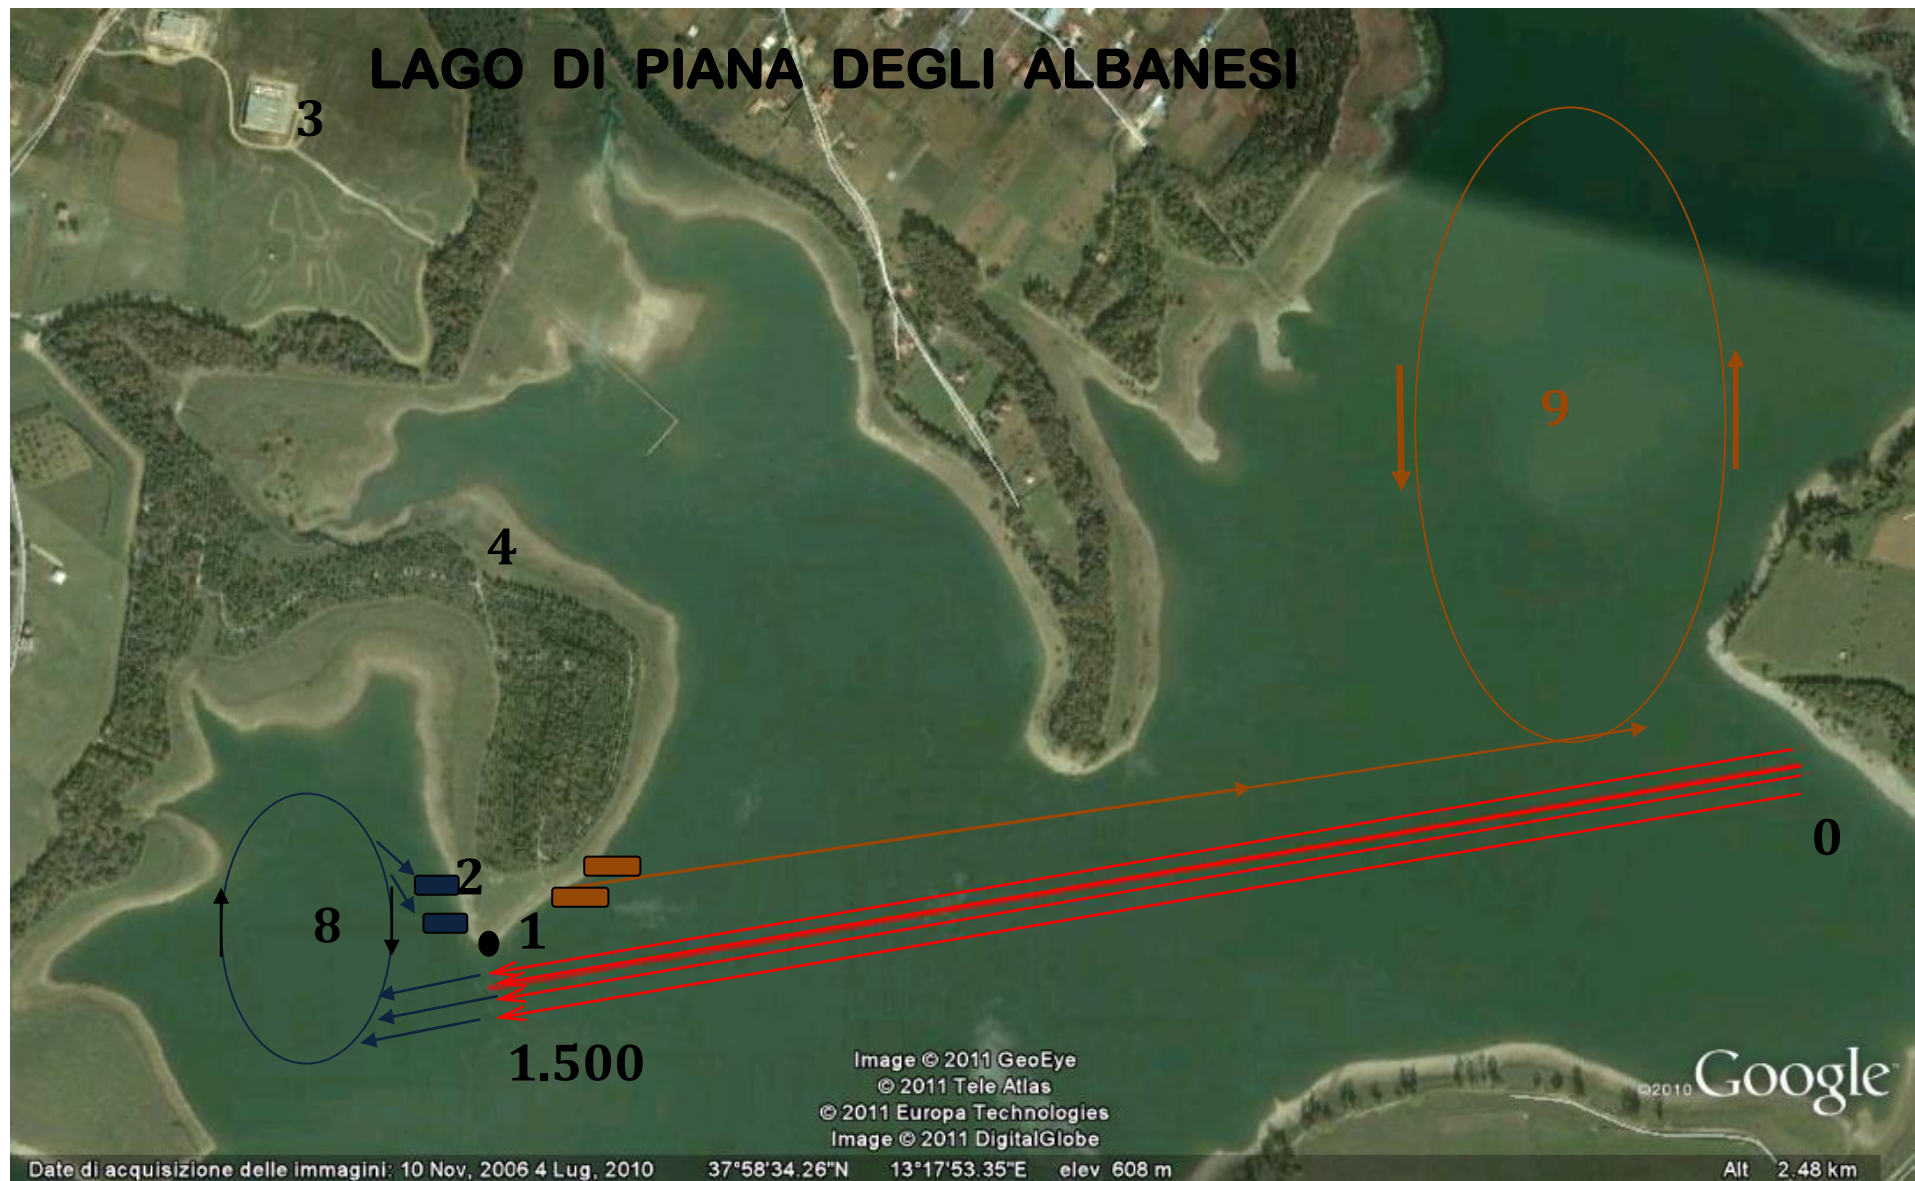 LAGO DI PIANA DEGLI ALBANESI
3
9
4
0
2
8
1
1.500
Image © 2011 GeoEye
© 2011 Tele Atlas
© 2011 Europa Technologies
Image © 2011 DigitalGlobe
©2010 Google™
Date di acquisizione delle immagini: 10 Nov, 2006 4 Lug, 2010 37°58'34.26"N 13°17'53.35"E elev 608 m Alt 2.48 km